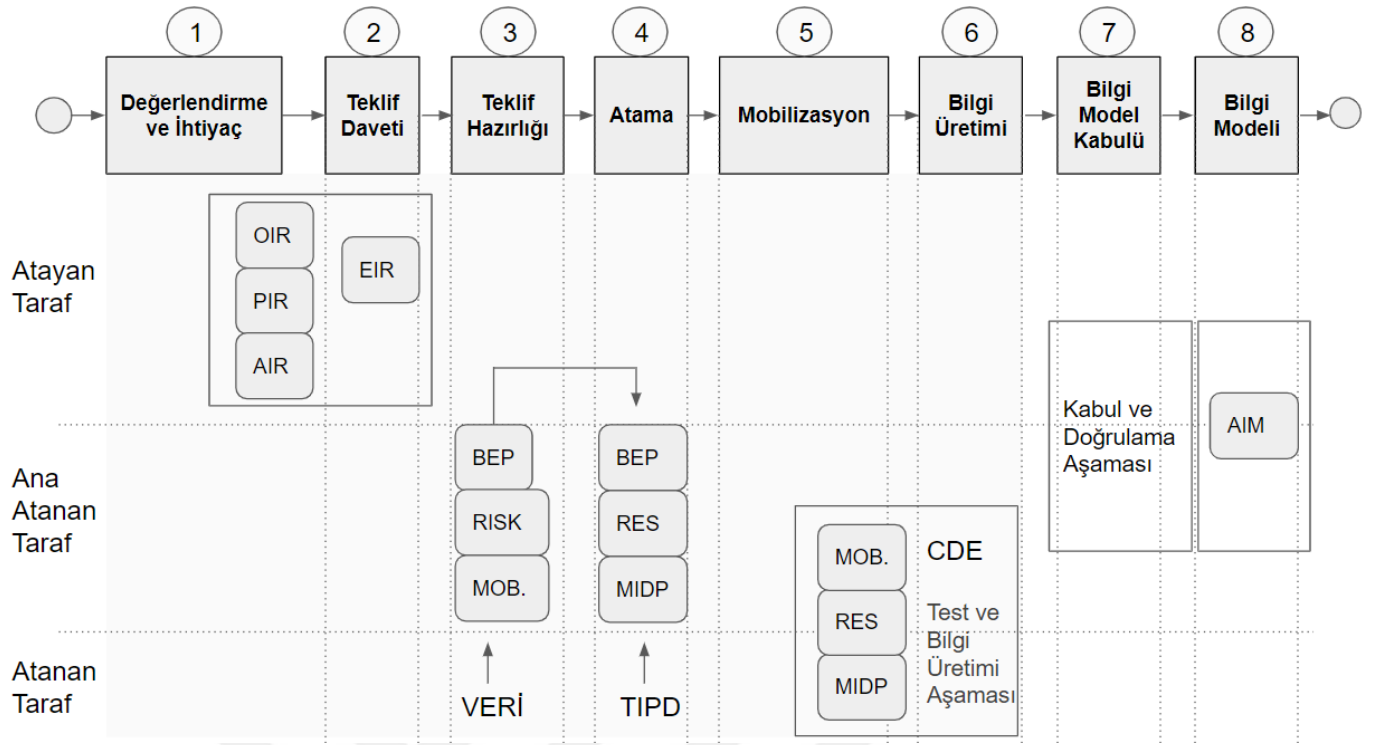 1
2
3
4
5
6
7
8
Değerlendirme
ve İhtiyaç
Teklif
Daveti
Teklif
Hazırlığı
Atama
Mobilizasyon
Bilgi
Üretimi
Bilgi
Model
Kabulü
Bilgi
Modeli
Atayan
Taraf
OIR
PIR
AIR
EIR
Ana
Atanan
Taraf
BEP
RISK
MOB.
BEP
RES
MIDP
MOB.
RES
MIDP
CDE
Test ve
Bilgi
Üretimi
Aşaması
Kabul ve
Doğrulama
Aşaması
AIM
Atanan
Taraf
VERİ
TIPD